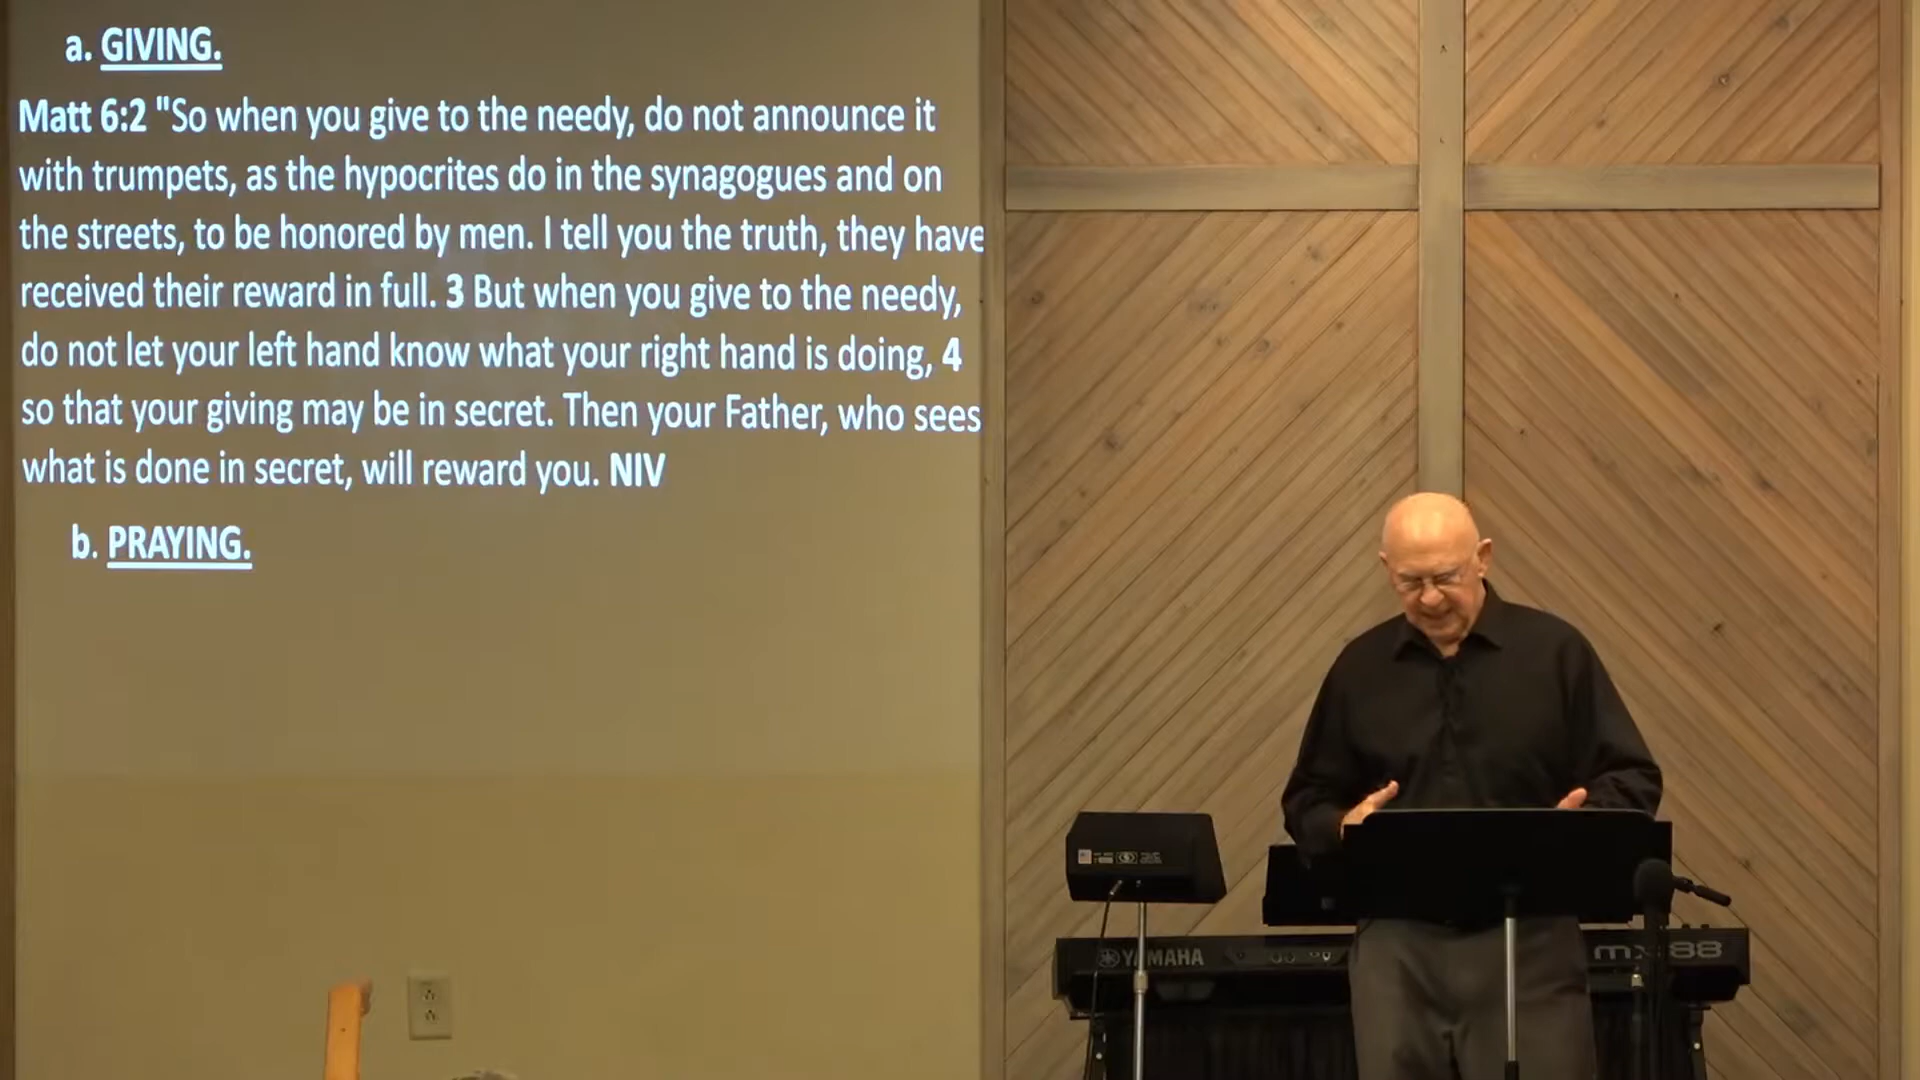 a. GIVING.
Matt 6:2 "So when you give to the needy, do not announce it
with trumpets, as the hypocrites do in the synagogues and on
the streets, to be honored by men. I tell you the truth, they have
received their reward in full. 3 But when you give to the needy,
do not let your left hand know what your right hand is doing, 4
so that your giving may be in secret. Then your Father, who sees
what is done in secret, will reward you. NIV
b. PRAYING.
YAMAHA
mx88